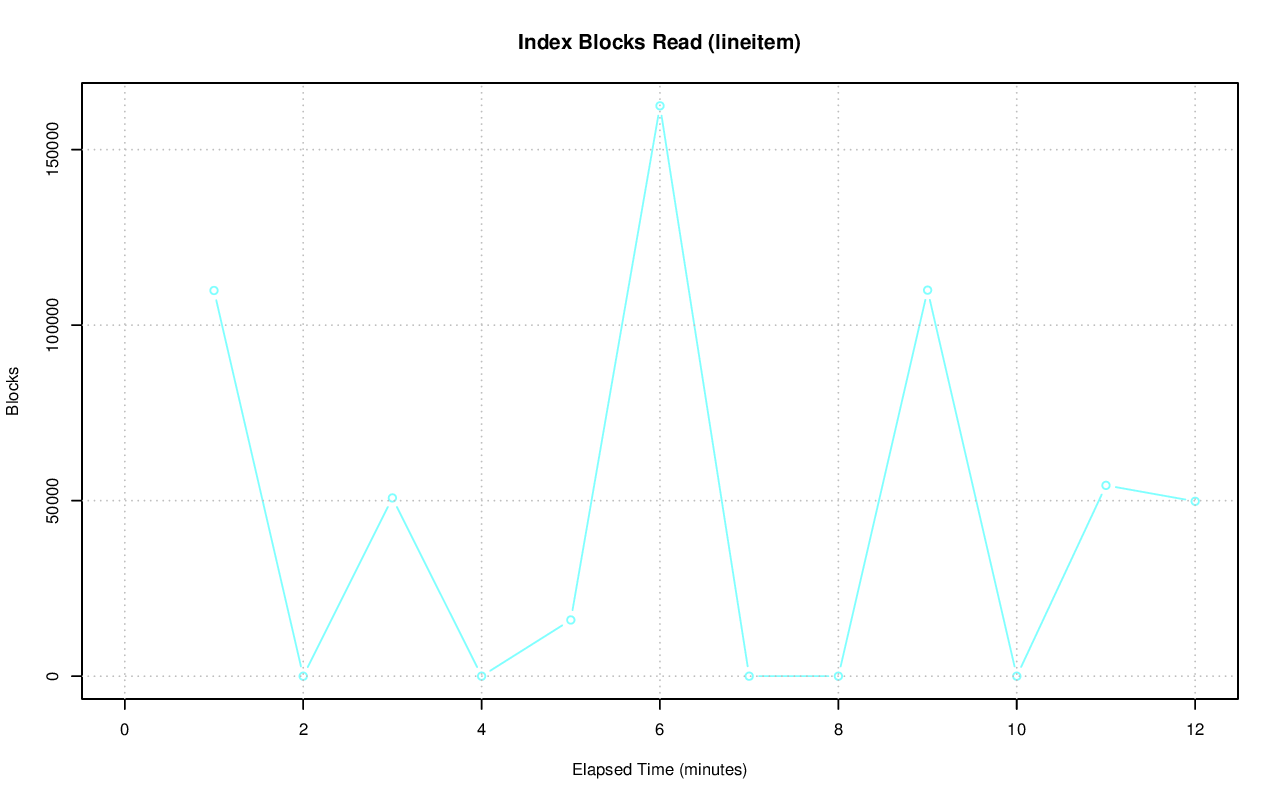 Index Blocks Read (lineitem)
Blocks
150000
100000
50000
0
0 2 4 6 8 10 12
Elapsed Time (minutes)